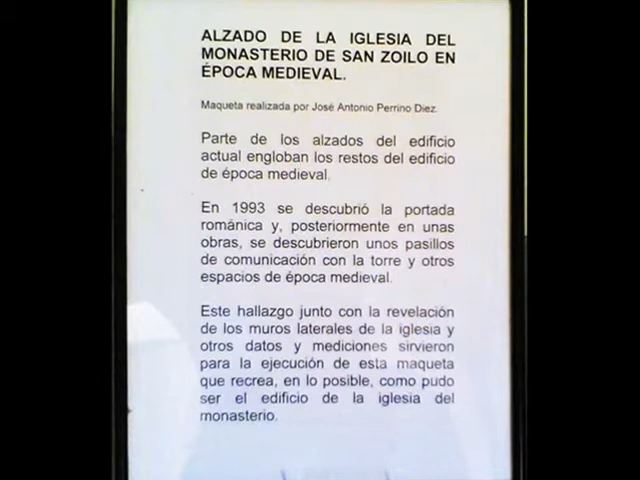 ALZADO DE LA IGLESIA DEL
MONASTERIO DE SAN ZOILO EN
ÉPOCA MEDIEVAL.
Maqueta realizada por José Antonio Perrino Diez.
Parte de los alzados del edificio
actual engloban los restos del edificio
de época medieval.
En 1993 se descubrió la portada
románica y, posteriormente en unas
obras, se descubrieron unos pasillos
de comunicación con la torre y otros
espacios de época medieval.
Este hallazgo junto con la revelación
de los muros laterales de la iglesia y
otros datos y mediciones sirvieron
para la ejecución de esta maqueta
que recrea, en lo posible, como pudo
ser el edificio de la iglesia del
monasterio.